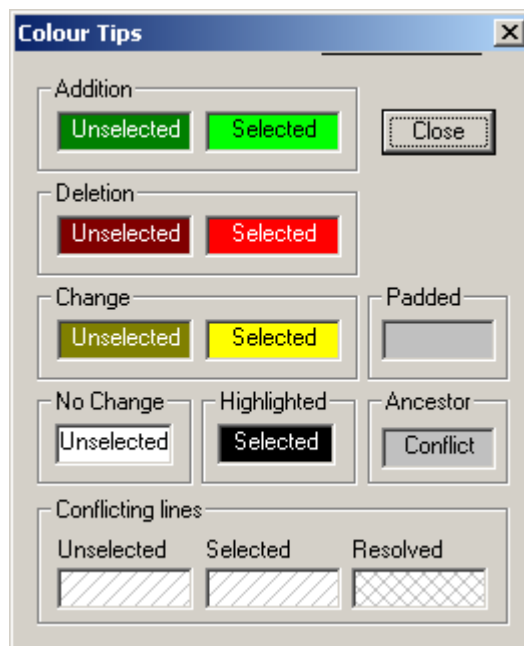 Colour Tips
Addition
Unselected Selected
Close
Deletion
Unselected Selected
Change
Unselected Selected
Padded
No Change Highlighted Ancestor
Unselected Selected Conflict
Conflicting lines
Unselected Selected Resolved